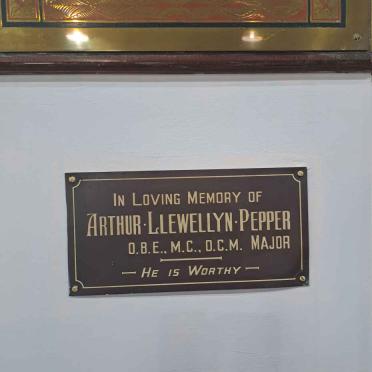 IN LOVING MEMORY OF
ARTHUR·LLEWELLYN·PEPPER
O.B.E., M.C., O.C.M. MAJOR
— HE IS WORTHY —